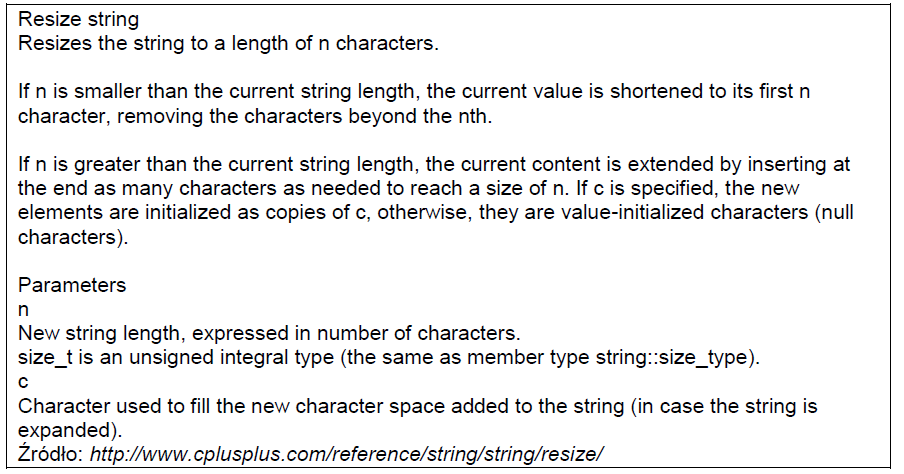 Resize string
Resizes the string to a length of n characters.
If n is smaller than the current string length, the current value is shortened to its first n
character, removing the characters beyond the nth.
If n is greater than the current string length, the current content is extended by inserting at
the end as many characters as needed to reach a size of n. If c is specified, the new
elements are initialized as copies of c, otherwise, they are value-initialized characters (null
characters).
Parameters
n
New string length, expressed in number of characters.
size_t is an unsigned integral type (the same as member type string::size_type).
c
Character used to fill the new character space added to the string (in case the string is
expanded).
Źródło: http://www.cplusplus.com/reference/string/string/resize/